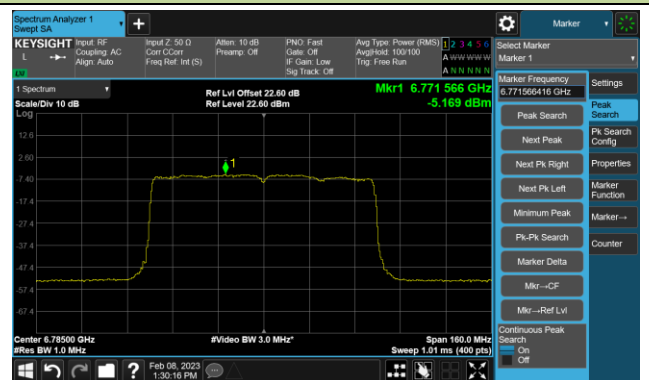 Spectrum Analyzer 1
Swept SA
Marker
KEYSIGHT
Input: RF
Coupling: AC
Align: Auto
Input Z: 50 Ω
Corr CCorr
Freq Ref: Int (S)
Atten: 10 dB
Preamp: Off
PNO: Fast
Gate: Off
IF Gain: Low
Sig Track: Off
Avg Type: Power (RMS)
Avg|Hold: 100/100
Trig: Free Run
1 2 3 4 5 6
A W W W W W
A N N N N N
L
LXI
Select Marker
Marker 1
1 Spectrum
Scale/Div 10 dB
Log
Ref Lvl Offset 22.60 dB
Ref Level 22.60 dBm
Mkr1 6.771 566 GHz
-5.169 dBm
12.6
2.60
-7.40
-17.4
-27.4
-37.4
-47.4
-57.4
-67.4
1
Center 6.78500 GHz
#Res BW 1.0 MHz
#Video BW 3.0 MHz*
Span 160.0 MHz
Sweep 1.01 ms (400 pts)
Marker Frequency
6.771566416 GHz
Peak Search
Next Peak
Next Pk Right
Next Pk Left
Minimum Peak
Pk-Pk Search
Marker Delta
Mkr→CF
Mkr→Ref Lvl
Continuous Peak
Search
On
Off
Settings
Peak
Search
Pk Search
Config
Properties
Marker
Function
Marker→
Counter
Feb 08, 2023
1:30:16 PM